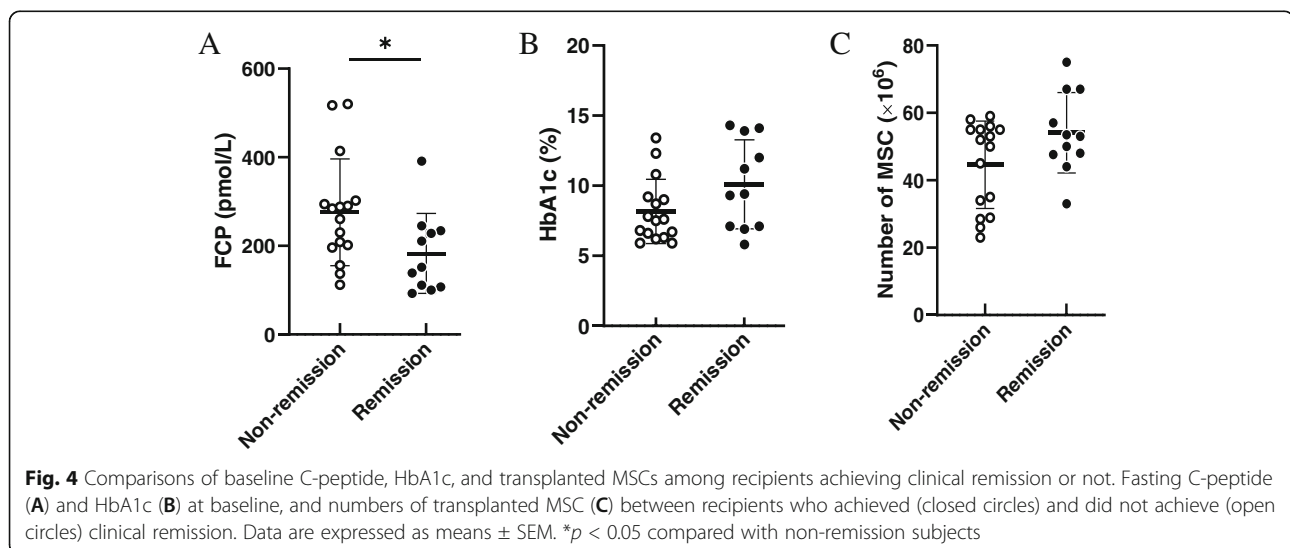 A
*
FCP (pmol/L)
600
400
200
0
Non-remission
Remission
B
HbA1c (%)
20
15
10
5
0
Non-remission
Remission
C
Number of MSC (×10⁶)
80
60
40
20
0
Non-remission
Remission
Fig. 4 Comparisons of baseline C-peptide, HbA1c, and transplanted MSCs among recipients achieving clinical remission or not. Fasting C-peptide
(A) and HbA1c (B) at baseline, and numbers of transplanted MSC (C) between recipients who achieved (closed circles) and did not achieve (open
circles) clinical remission. Data are expressed as means ± SEM. *p < 0.05 compared with non-remission subjects